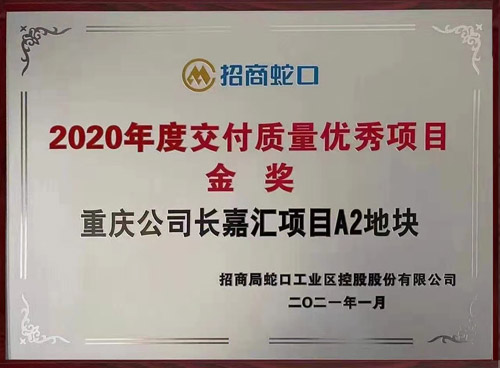 招商蛇口
2020年度交付质量优秀项目
金奖
重庆公司长嘉汇项目A2地块
招商局蛇口工业区控股股份有限公司
二〇二一年一月